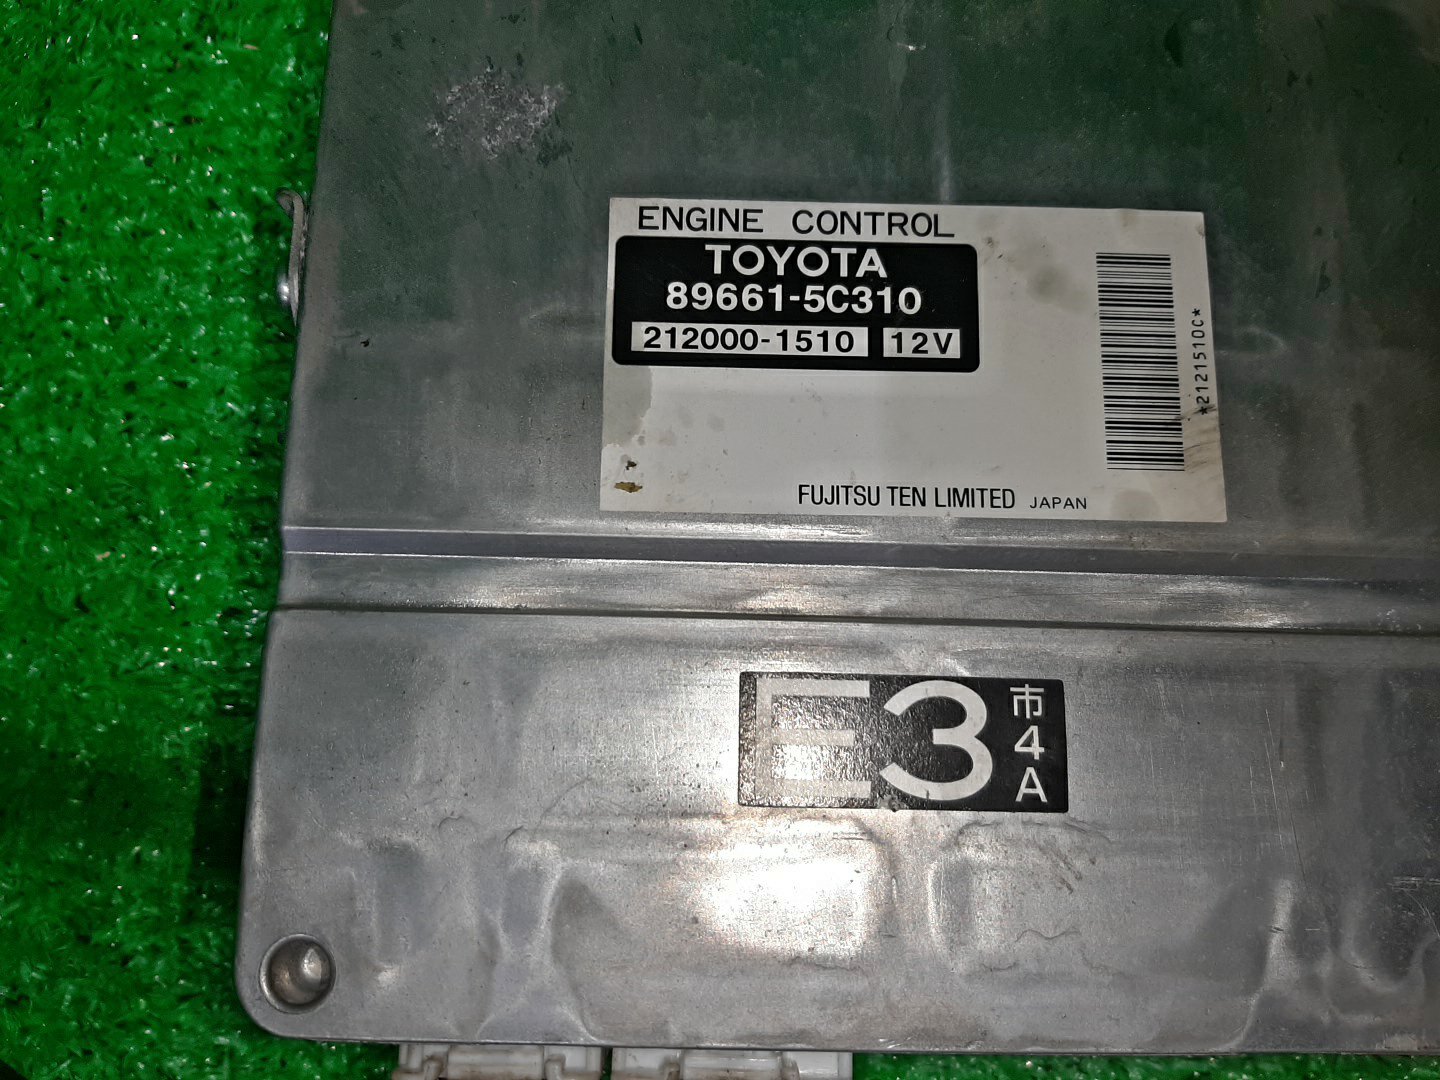 ENGINE CONTROL
TOYOTA
89661-5C310
212000-1510 12V
*2121510C*
FUJITSU TEN LIMITED JAPAN
E3
市
4
A